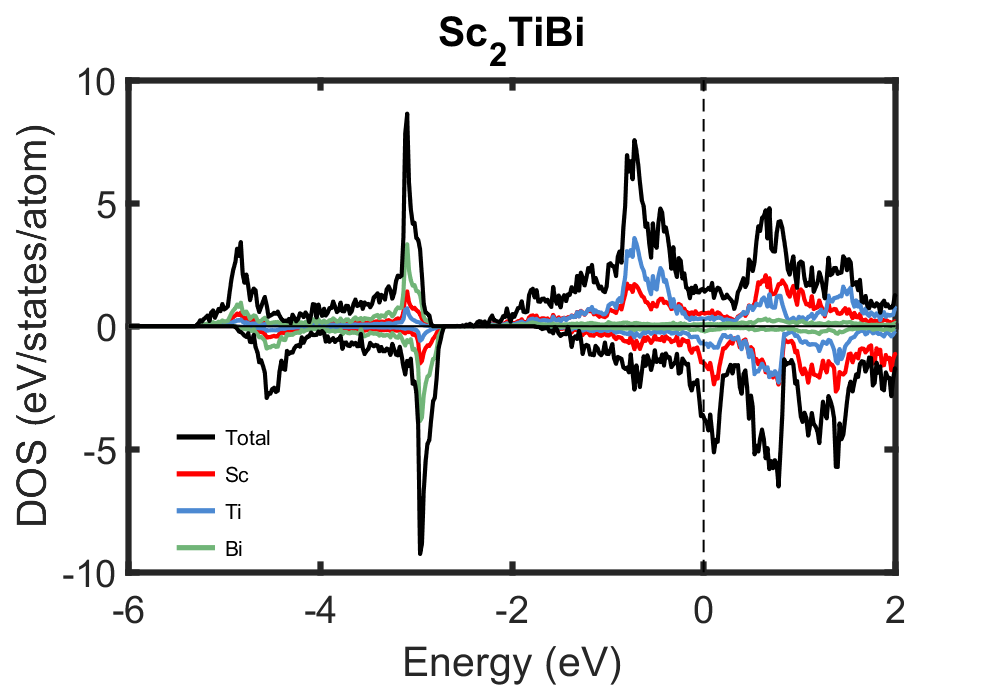 Sc₂TiBi
DOS (eV/states/atom)
10
5
0
-5
-10
Total
Sc
Ti
Bi
-6 -4 -2 0 2
Energy (eV)